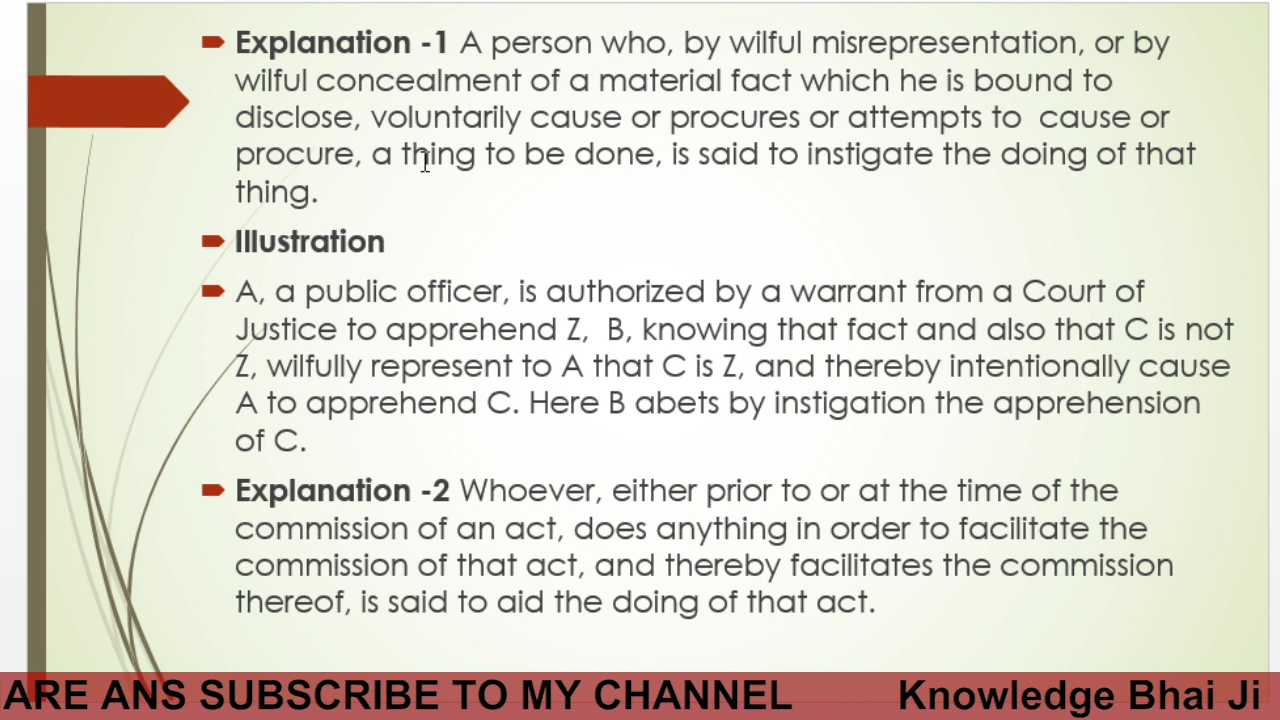 Explanation -1 A person who, by wilful misrepresentation, or by
wilful concealment of a material fact which he is bound to
disclose, voluntarily cause or procures or attempts to  cause or
procure, a thing to be done, is said to instigate the doing of that
thing.
Illustration
A, a public officer, is authorized by a warrant from a Court of
Justice to apprehend Z,  B, knowing that fact and also that C is not
Z, wilfully represent to A that C is Z, and thereby intentionally cause
A to apprehend C. Here B abets by instigation the apprehension
of C.
Explanation -2 Whoever, either prior to or at the time of the
commission of an act, does anything in order to facilitate the
commission of that act, and thereby facilitates the commission
thereof, is said to aid the doing of that act.
ARE ANS SUBSCRIBE TO MY CHANNEL Knowledge Bhai Ji